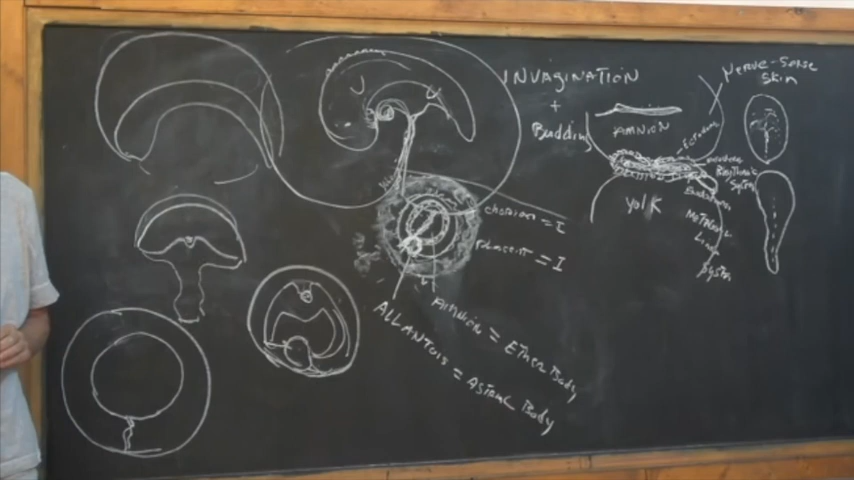 INVAGINATION
+
Budding
AMNION
Ectoderm
Nerve-Sense
Skin
Rhythmic
System
yolk
Metabolic
Limb
System
chorion = I
= I
AMNION = Ether Body
ALLANTOIS = ASTRAL Body